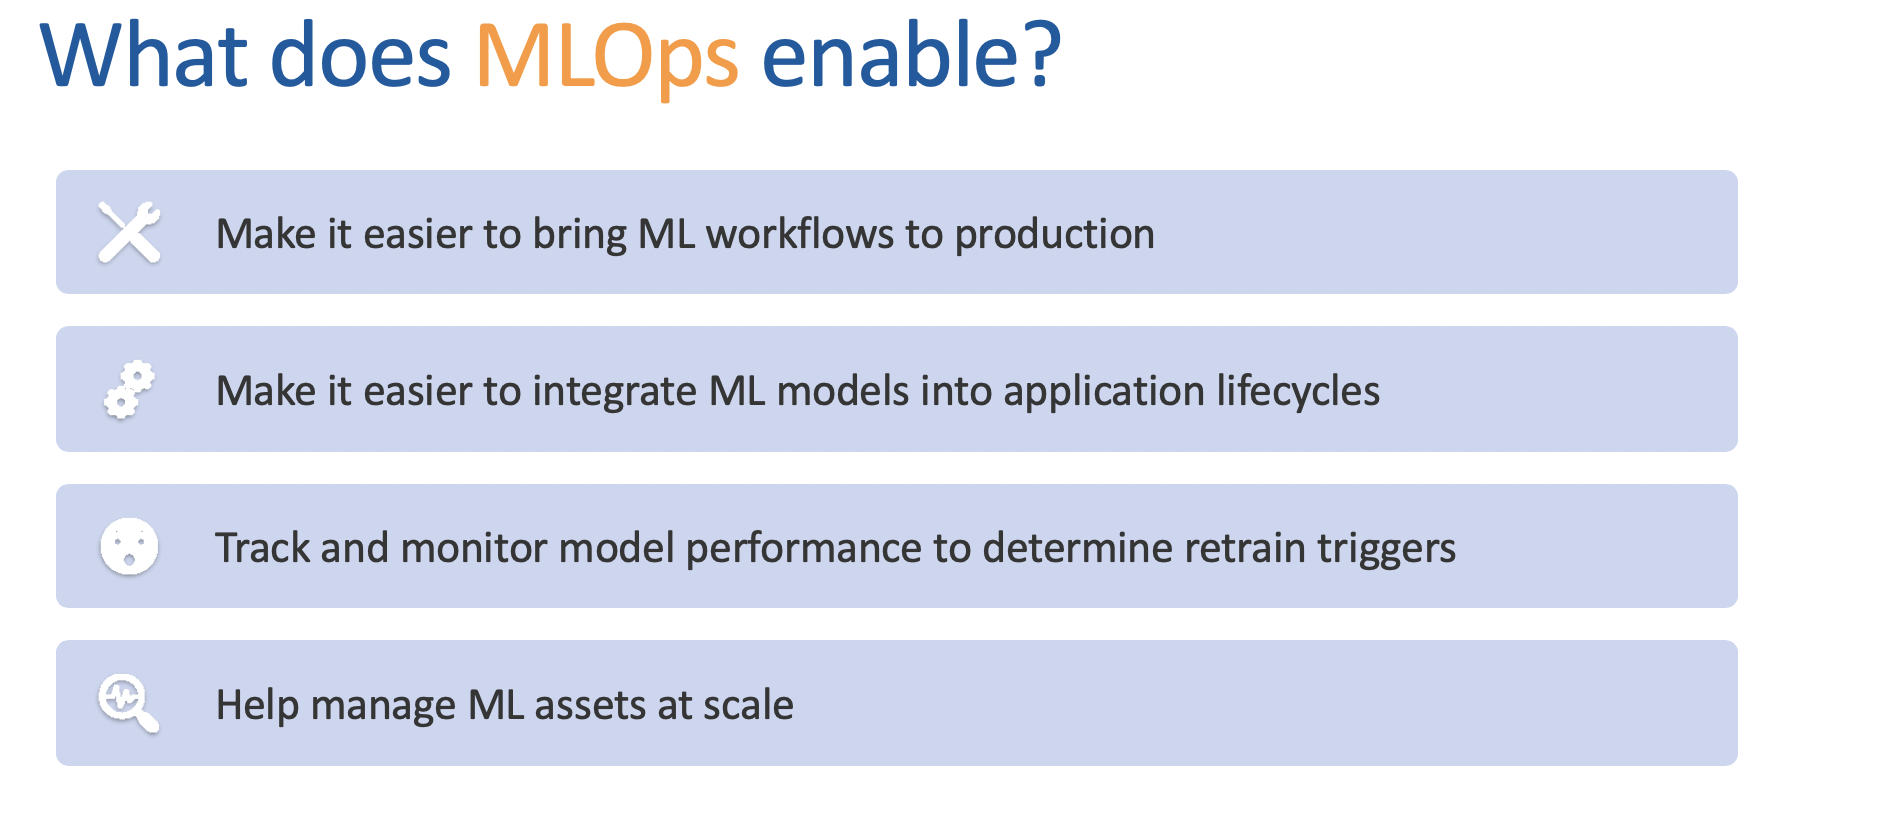 What does MLOps enable?
Make it easier to bring ML workflows to production
Make it easier to integrate ML models into application lifecycles
Track and monitor model performance to determine retrain triggers
Help manage ML assets at scale